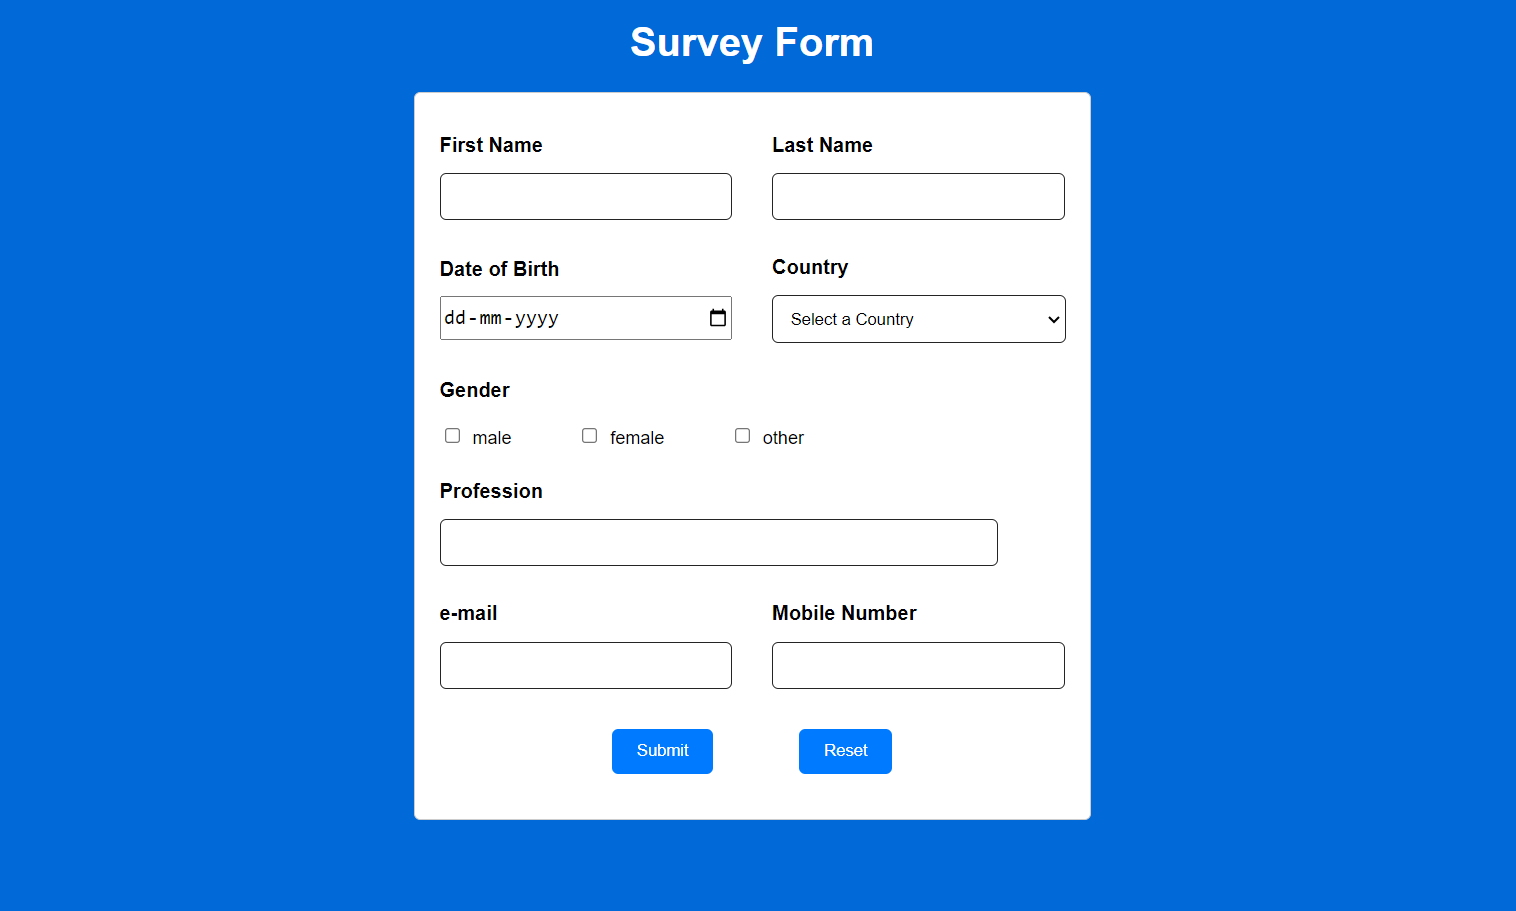 Survey Form
First Name
Last Name
Date of Birth
Country
dd-mm-yyyy
Select a Country
Gender
male female other
Profession
e-mail
Mobile Number
Submit
Reset